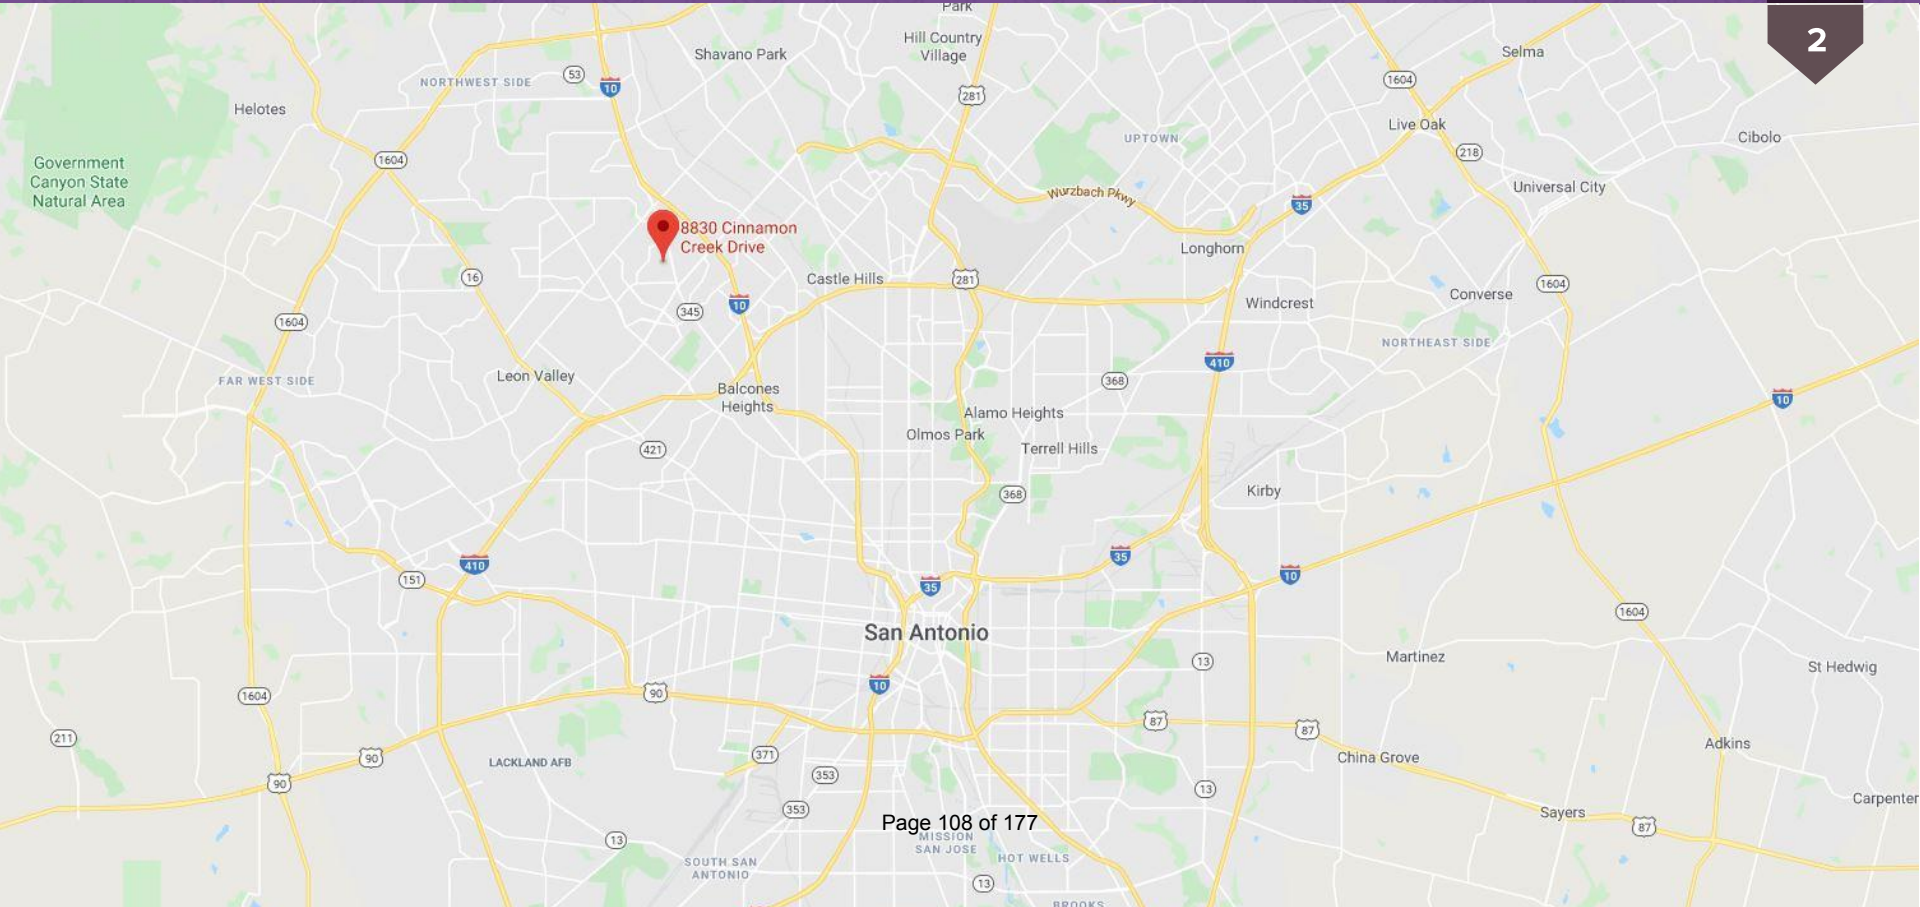 Park
2
Hill Country
Village
Shavano Park
Selma
NORTHWEST SIDE
53
10
1604
281
Helotes
Live Oak
UPTOWN
Cibolo
218
1604
Government
Canyon State
Natural Area
Universal City
Wurzbach Pkwy
35
8830 Cinnamon
Creek Drive
Longhorn
16
Castle Hills
281
1604
Converse
10
Windcrest
345
1604
NORTHEAST SIDE
410
Leon Valley
FAR WEST SIDE
368
Balcones
Heights
10
Alamo Heights
Olmos Park
Terrell Hills
421
Kirby
368
35
410
10
151
35
1604
San Antonio
Martinez
13
St Hedwig
10
90
1604
87
87
211
Adkins
371
90
China Grove
LACKLAND AFB
353
90
13
Carpenter
353
Sayers
Page 108 of 177
87
MISSION
SAN JOSE
13
HOT WELLS
SOUTH SAN
ANTONIO
13
BROOKS